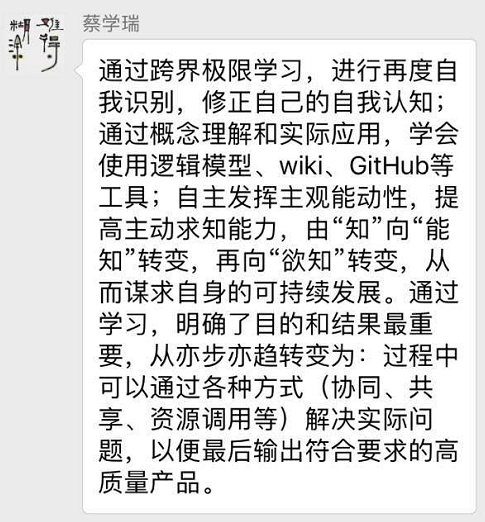 难得
糊涂
蔡学瑞
通过跨界极限学习，进行再度自
我识别，修正自己的自我认知；
通过概念理解和实际应用，学会
使用逻辑模型、wiki、GitHub等
工具；自主发挥主观能动性，提
高主动求知能力，由“知”向“能
知”转变，再向“欲知”转变，从
而谋求自身的可持续发展。通过
学习，明确了目的和结果最重
要，从亦步亦趋转变为：过程中
可以通过各种方式（协同、共
享、资源调用等）解决实际问
题，以便最后输出符合要求的高
质量产品。